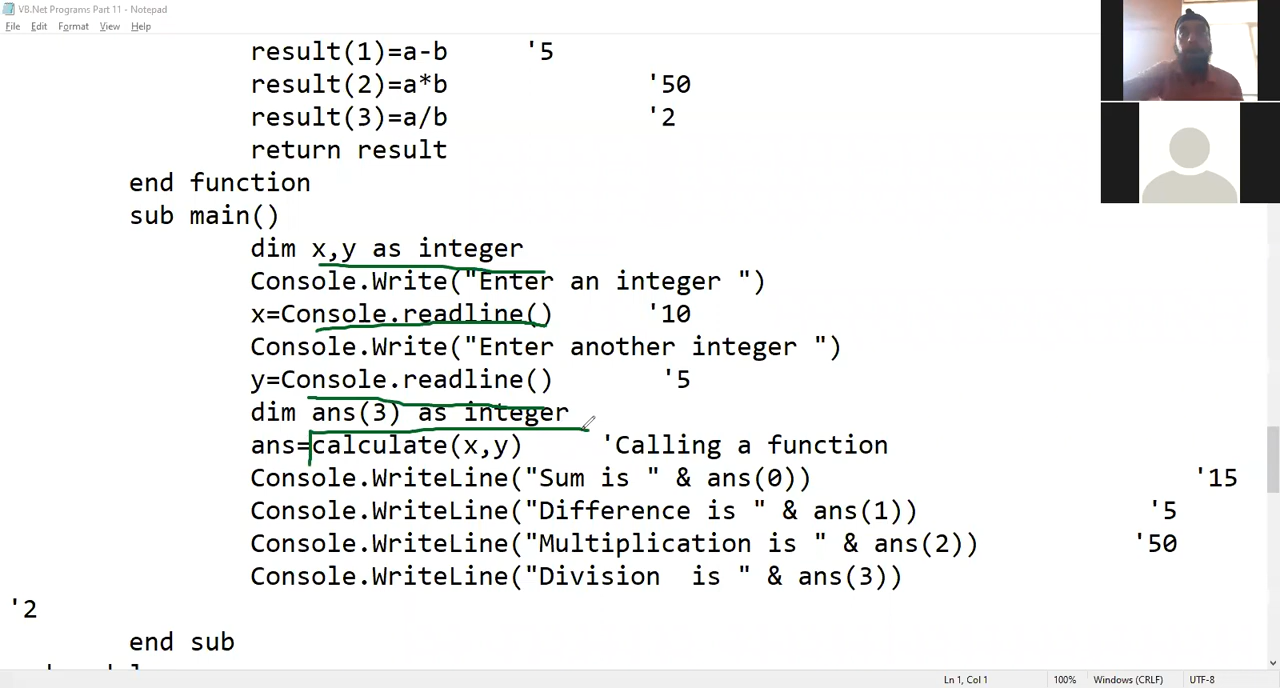 VB.Net Programs Part 11 - Notepad
File Edit Format View Help
result(1)=a-b '5
result(2)=a*b '50
result(3)=a/b '2
return result
end function
sub main()
dim x,y as integer
Console.Write("Enter an integer ")
x=Console.readline() '10
Console.Write("Enter another integer ")
y=Console.readline() '5
dim ans(3) as integer
ans=calculate(x,y) 'Calling a function
Console.WriteLine("Sum is " & ans(0)) '15
Console.WriteLine("Difference is " & ans(1)) '5
Console.WriteLine("Multiplication is " & ans(2)) '50
Console.WriteLine("Division  is " & ans(3))
'2
end sub
Ln 1, Col 1 100% Windows (CRLF) UTF-8